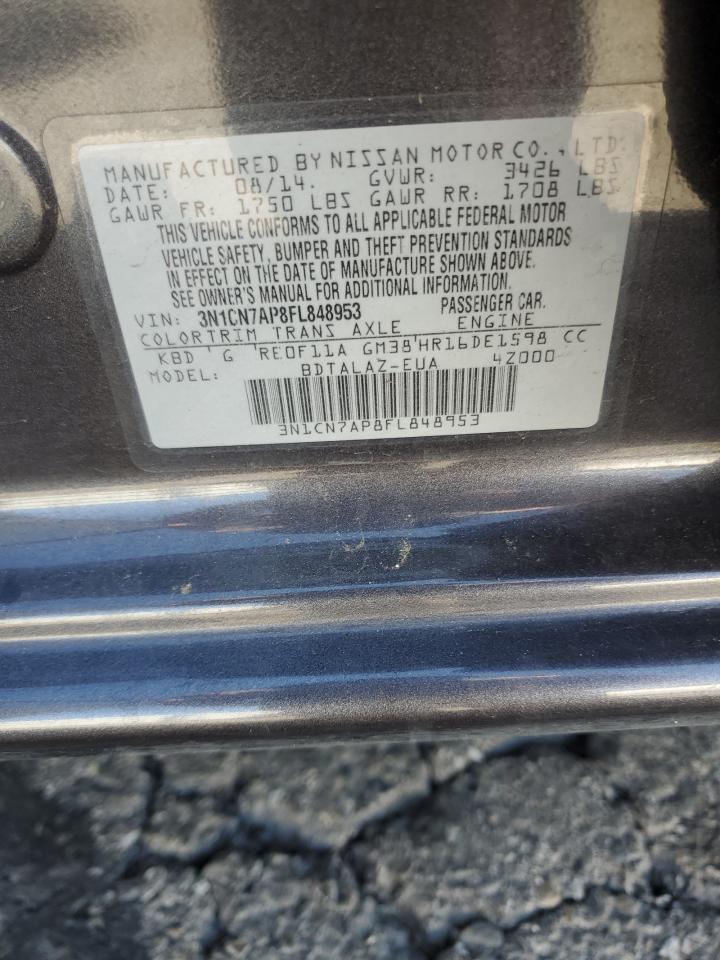 MANUFACTURED BY NISSAN MOTOR CO., LTD.
DATE: 08/14. GVWR: 3426 LBS
GAWR FR: 1750 LBS GAWR RR: 1708 LBS
THIS VEHICLE CONFORMS TO ALL APPLICABLE FEDERAL MOTOR
VEHICLE SAFETY, BUMPER AND THEFT PREVENTION STANDARDS
IN EFFECT ON THE DATE OF MANUFACTURE SHOWN ABOVE.
SEE OWNER'S MANUAL FOR ADDITIONAL INFORMATION.
VIN: 3N1CN7AP8FL848953 PASSENGER CAR.
COLOR TRIM TRANS AXLE ENGINE
KBD G RE0F11A GM38 HR16DE1598 CC
MODEL: BDTALAZ-EUA 4Z000
3N1CN7AP8FL848953